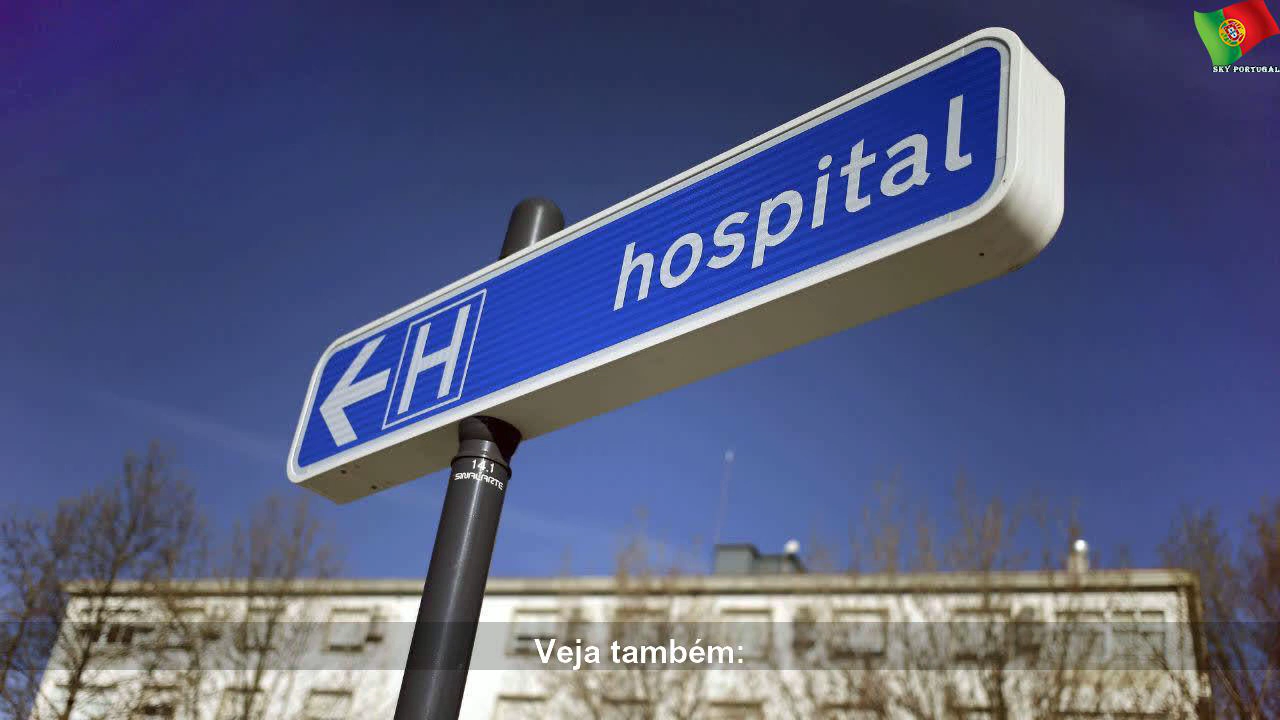 SKY PORTUGAL
hospital
H
14.1
SINALARTE
Veja também: